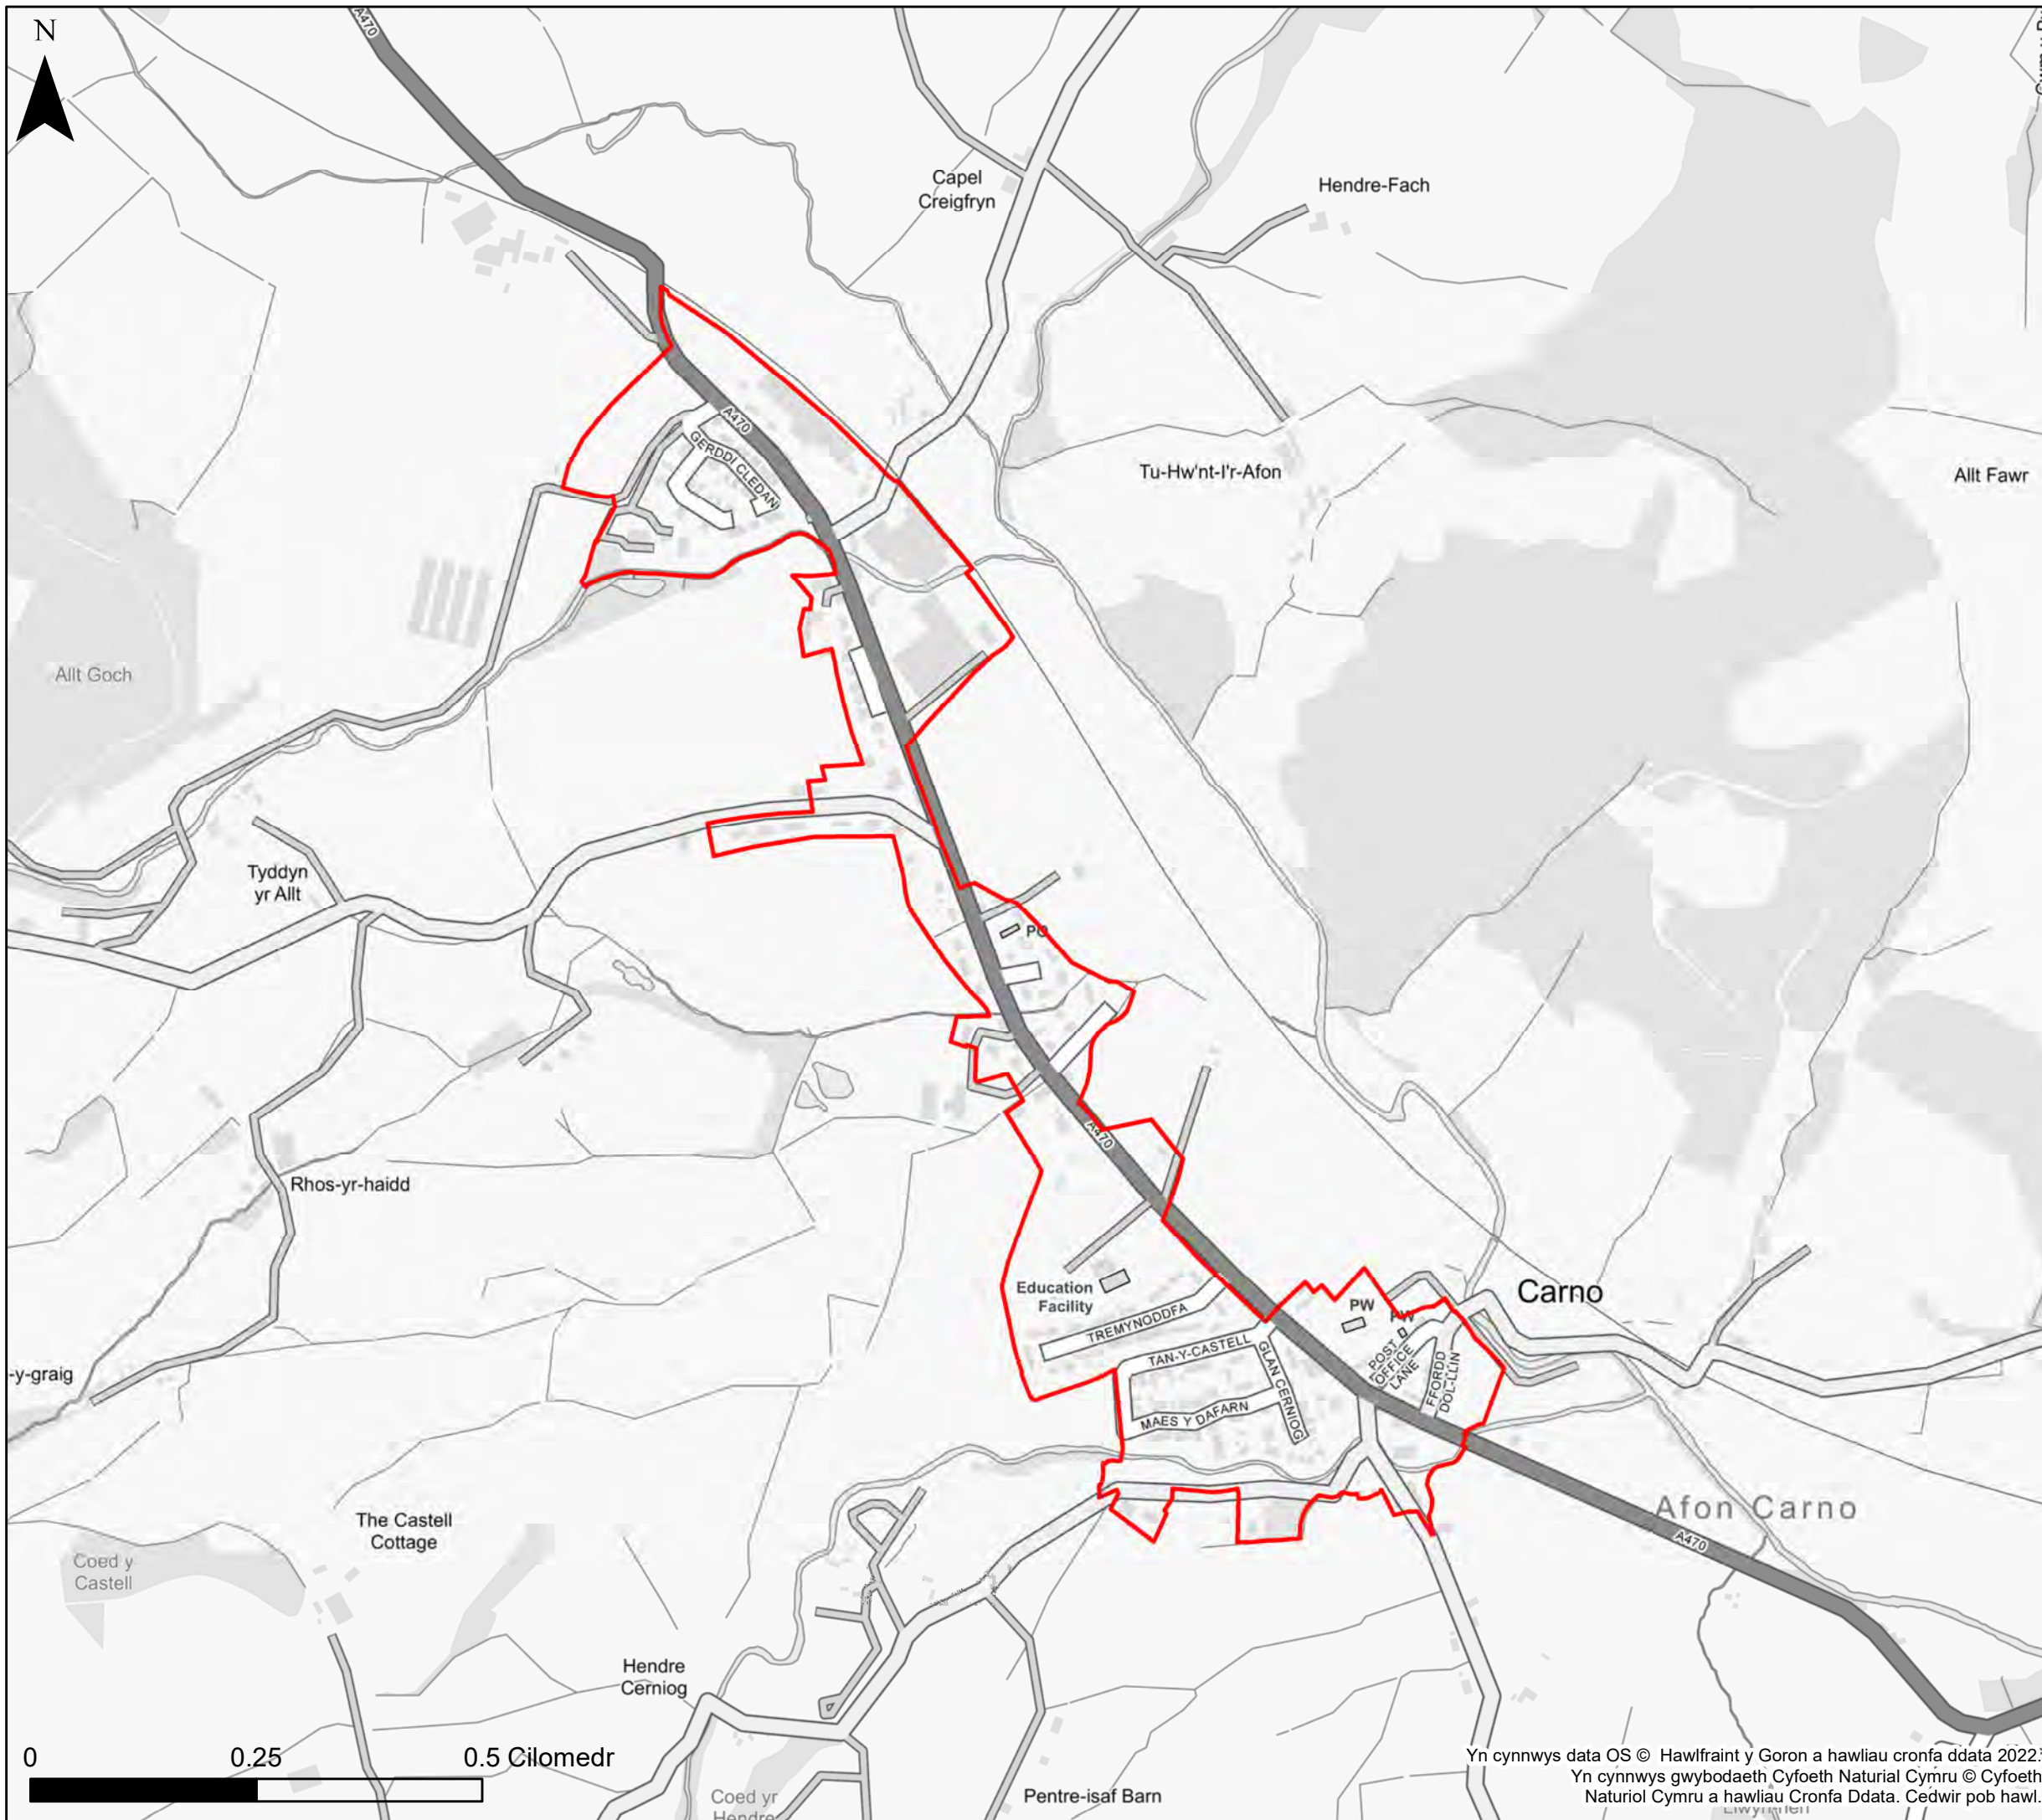 A470
N
Capel
Creigfryn
Hendre-Fach
A470
GERDDI CLEDAN
Tu-Hw'nt-I'r-Afon
Allt Fawr
Allt Goch
Tyddyn
yr Allt
PO
A470
Rhos-yr-haidd
Education
Facility
TREMYNODDFA
Carno
PW
PW
POST
OFFICE
LANE
FFORDD
DOL-LLIN
TAN-Y-CASTELL
GLAN CERNIOG
MAES Y DAFARN
-y-graig
Afon Carno
A470
The Castell
Cottage
Coed y
Castell
Hendre
Cerniog
0 0.25 0.5 Cilomedr
Coed yr
Hendre
Pentre-isaf Barn
Yn cynnwys data OS © Hawlfraint y Goron a hawliau cronfa ddata 2022.
Yn cynnwys gwybodaeth Cyfoeth Naturial Cymru © Cyfoeth
Naturiol Cymru a hawliau Cronfa Ddata. Cedwir pob hawl